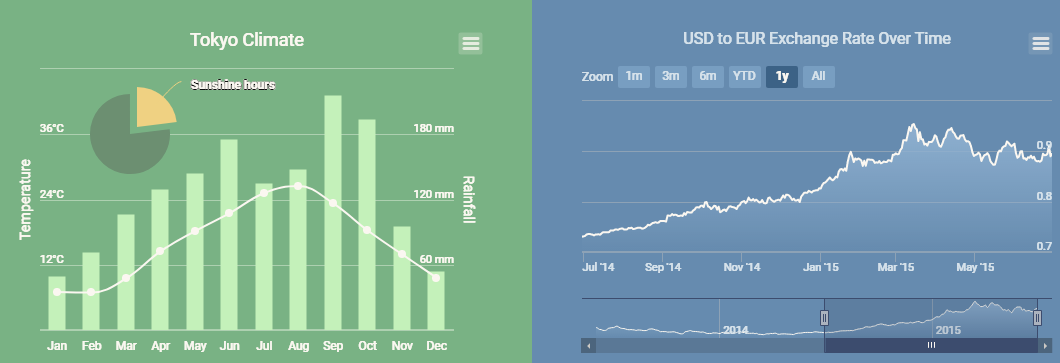 Tokyo Climate
Sunshine hours
36°C
180 mm
24°C
120 mm
12°C
60 mm
Temperature
Rainfall
Jan Feb Mar Apr May Jun Jul Aug Sep Oct Nov Dec
USD to EUR Exchange Rate Over Time
Zoom 1m 3m 6m YTD 1y All
0.9
0.8
0.7
Jul '14 Sep '14 Nov '14 Jan '15 Mar '15 May '15
2014 2015